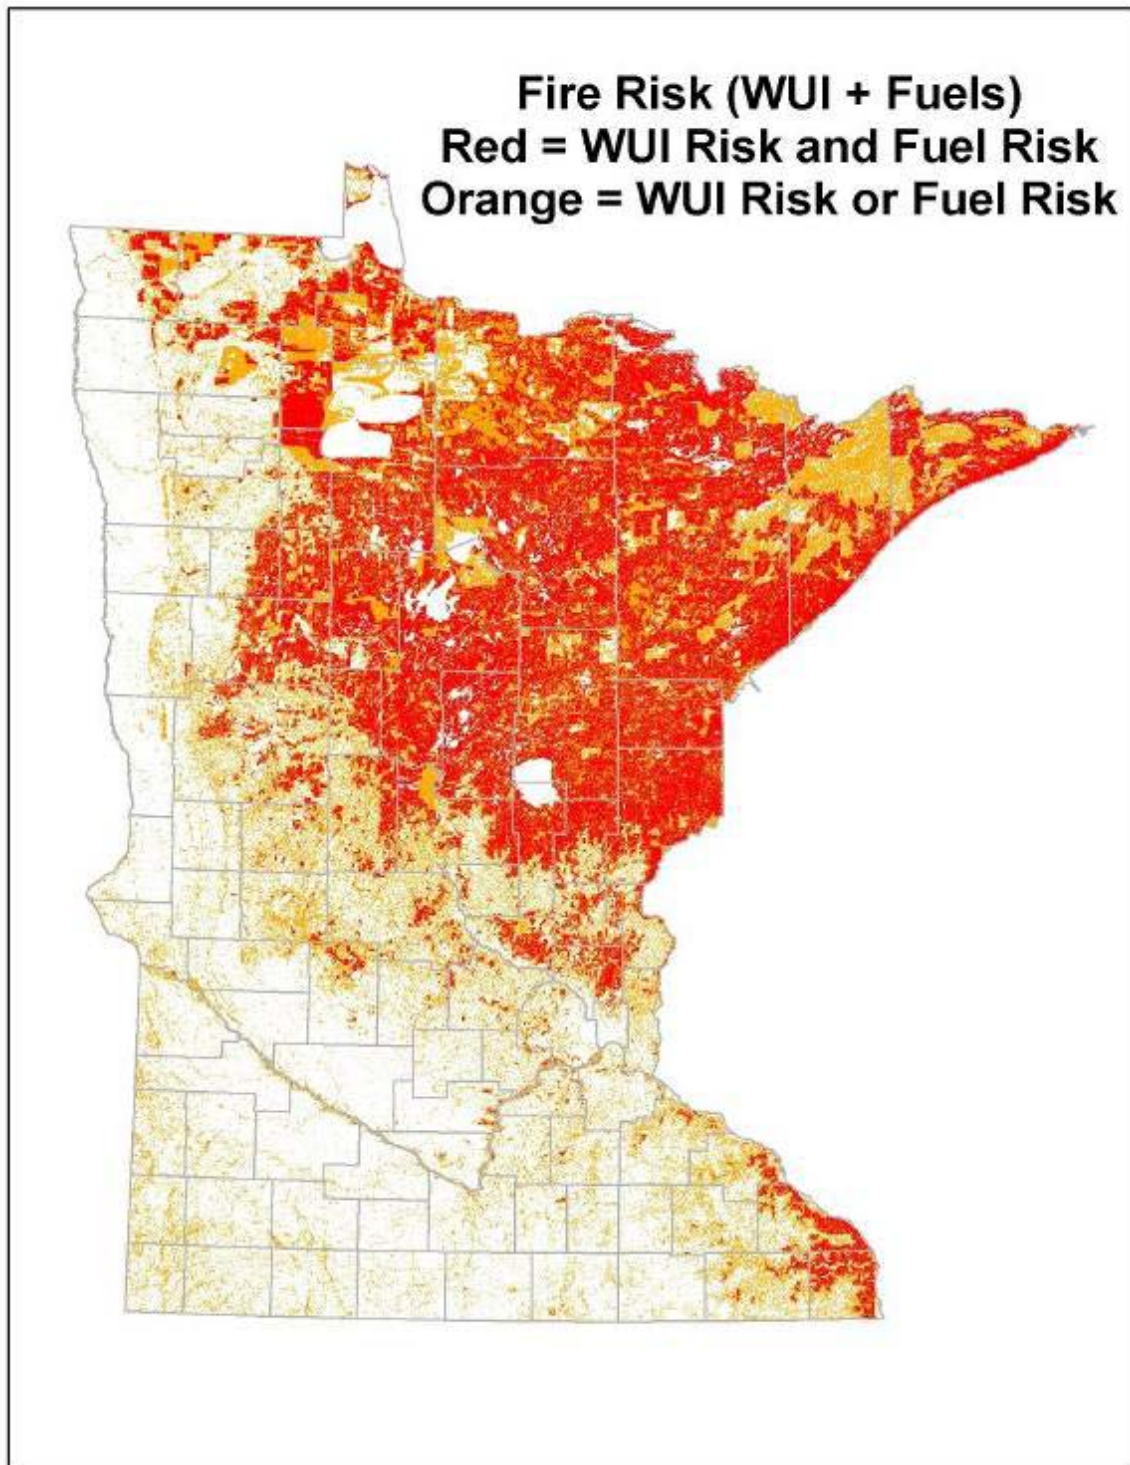 Fire Risk (WUI + Fuels)
Red = WUI Risk and Fuel Risk
Orange = WUI Risk or Fuel Risk